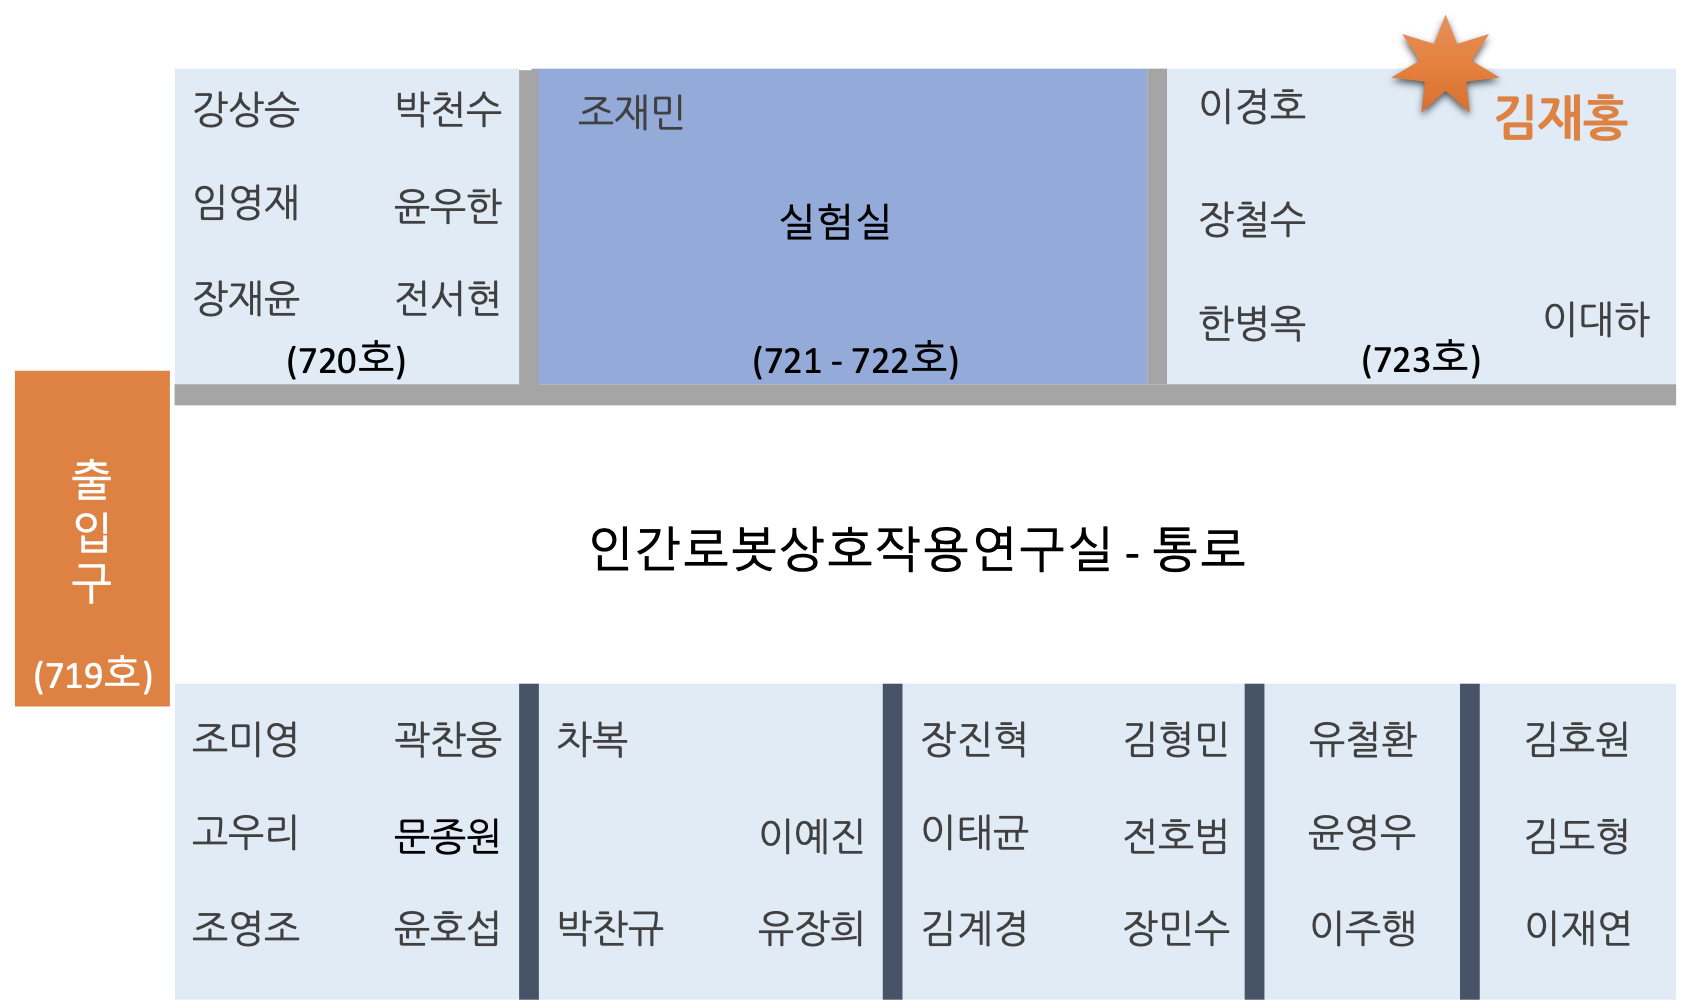 강상승 박천수
임영재 윤우한
장재윤 전서현
(720호)
조재민
실험실
(721 - 722호)
이경호 김재홍
장철수
한병옥 이대하
(723호)
출
입
구
(719호)
인간로봇상호작용연구실 - 통로
조미영 곽찬웅
고우리 문종원
조영조 윤호섭
차복
이예진
박찬규 유장희
장진혁 김형민
이태균 전호범
김계경 장민수
유철환
윤영우
이주행
김호원
김도형
이재연